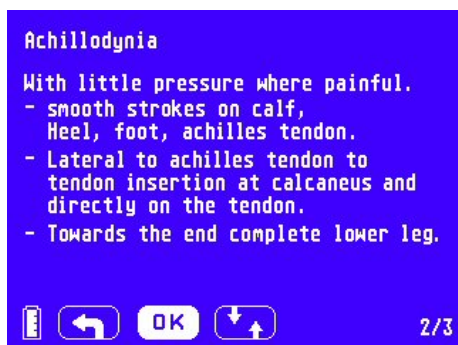 Achillodynia
With little pressure where painful.
- smooth strokes on calf,
Heel, foot, achilles tendon.
- Lateral to achilles tendon to
tendon insertion at calcaneus and
directly on the tendon.
- Towards the end complete lower leg.
OK
2/3